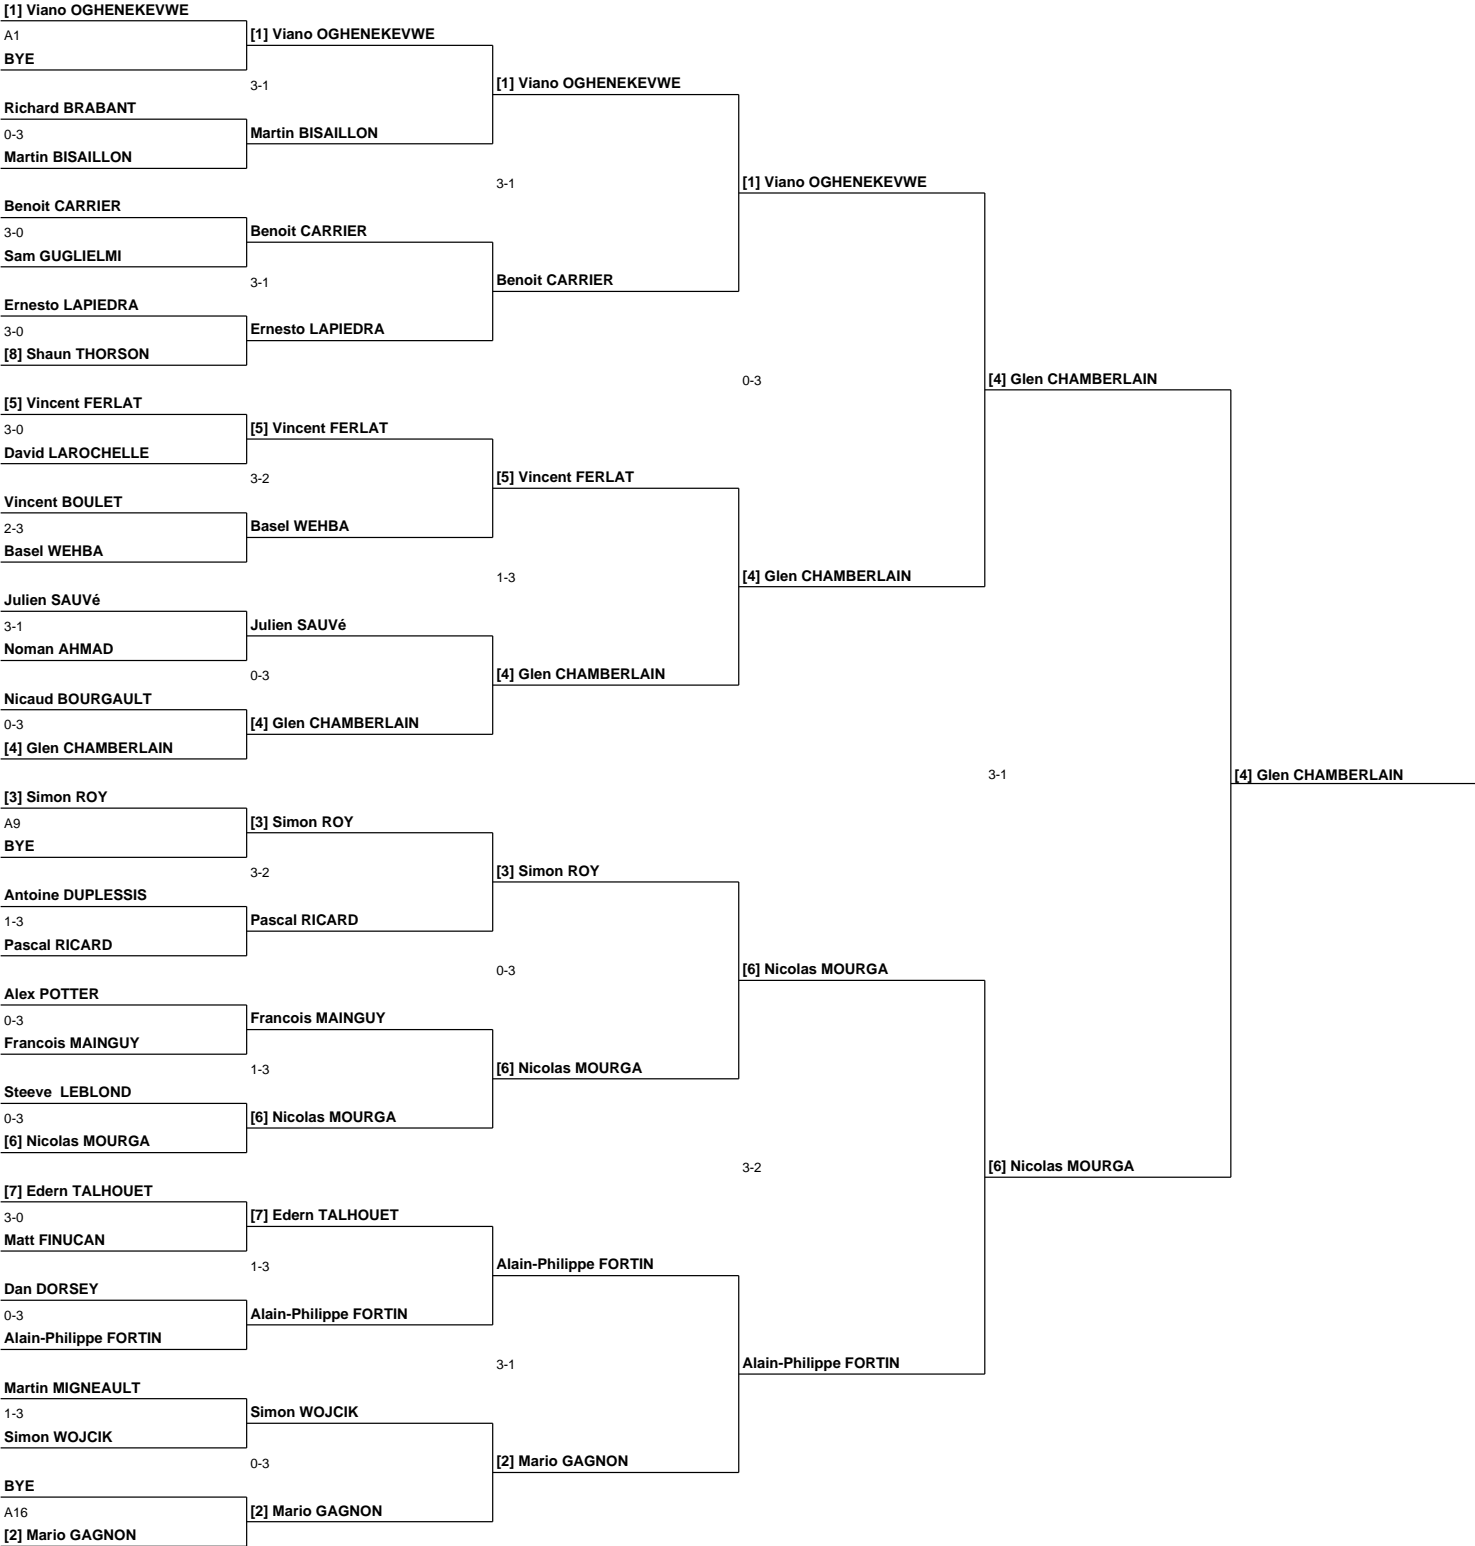 [1] Viano OGHENEKEVWE
A1
BYE
Richard BRABANT
0-3
Martin BISAILLON
Benoit CARRIER
3-0
Sam GUGLIELMI
Ernesto LAPIEDRA
3-0
[8] Shaun THORSON
[5] Vincent FERLAT
3-0
David LAROCHELLE
Vincent BOULET
2-3
Basel WEHBA
Julien SAUVé
3-1
Noman AHMAD
Nicaud BOURGAULT
0-3
[4] Glen CHAMBERLAIN
[3] Simon ROY
A9
BYE
Antoine DUPLESSIS
1-3
Pascal RICARD
Alex POTTER
0-3
Francois MAINGUY
Steeve  LEBLOND
0-3
[6] Nicolas MOURGA
[7] Edern TALHOUET
3-0
Matt FINUCAN
Dan DORSEY
0-3
Alain-Philippe FORTIN
Martin MIGNEAULT
1-3
Simon WOJCIK
BYE
A16
[2] Mario GAGNON
[1] Viano OGHENEKEVWE
3-1
Martin BISAILLON
Benoit CARRIER
3-1
Ernesto LAPIEDRA
[5] Vincent FERLAT
3-2
Basel WEHBA
Julien SAUVé
0-3
[4] Glen CHAMBERLAIN
[3] Simon ROY
3-2
Pascal RICARD
Francois MAINGUY
1-3
[6] Nicolas MOURGA
[7] Edern TALHOUET
1-3
Alain-Philippe FORTIN
Simon WOJCIK
0-3
[2] Mario GAGNON
[1] Viano OGHENEKEVWE
3-1
Benoit CARRIER
[5] Vincent FERLAT
1-3
[4] Glen CHAMBERLAIN
[3] Simon ROY
0-3
[6] Nicolas MOURGA
Alain-Philippe FORTIN
3-1
[2] Mario GAGNON
[1] Viano OGHENEKEVWE
0-3
[4] Glen CHAMBERLAIN
[6] Nicolas MOURGA
3-2
Alain-Philippe FORTIN
[4] Glen CHAMBERLAIN
3-1
[6] Nicolas MOURGA
[4] Glen CHAMBERLAIN